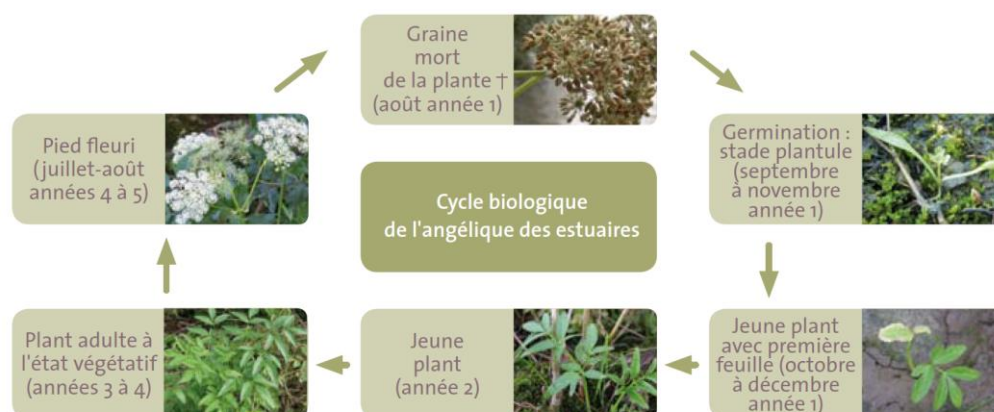 Graine
mort
de la plante †
(août année 1)
Pied fleuri
(juillet-août
années 4 à 5)
Germination :
stade plantule
(septembre
à novembre
année 1)
Cycle biologique
de l'angélique des estuaires
Plant adulte à
l'état végétatif
(années 3 à 4)
Jeune
plant
(année 2)
Jeune plant
avec première
feuille (octobre
à décembre
année 1)